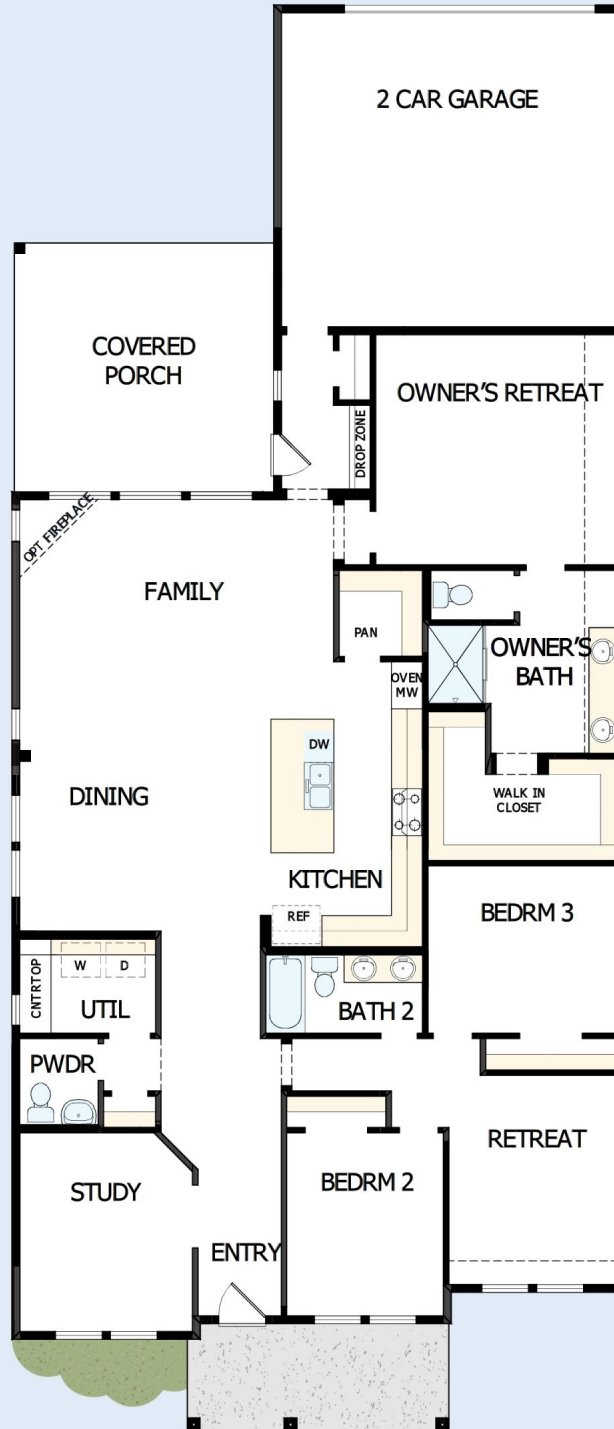 2 CAR GARAGE
COVERED
PORCH
OWNER'S RETREAT
DROP ZONE
OPT FIREPLACE
FAMILY
PAN
OWNER'S
BATH
OVEN
MW
DW
DINING
WALK IN
CLOSET
KITCHEN
REF
BEDRM 3
CNTRTOP
W
D
UTIL
BATH 2
PWDR
RETREAT
STUDY
BEDRM 2
ENTRY